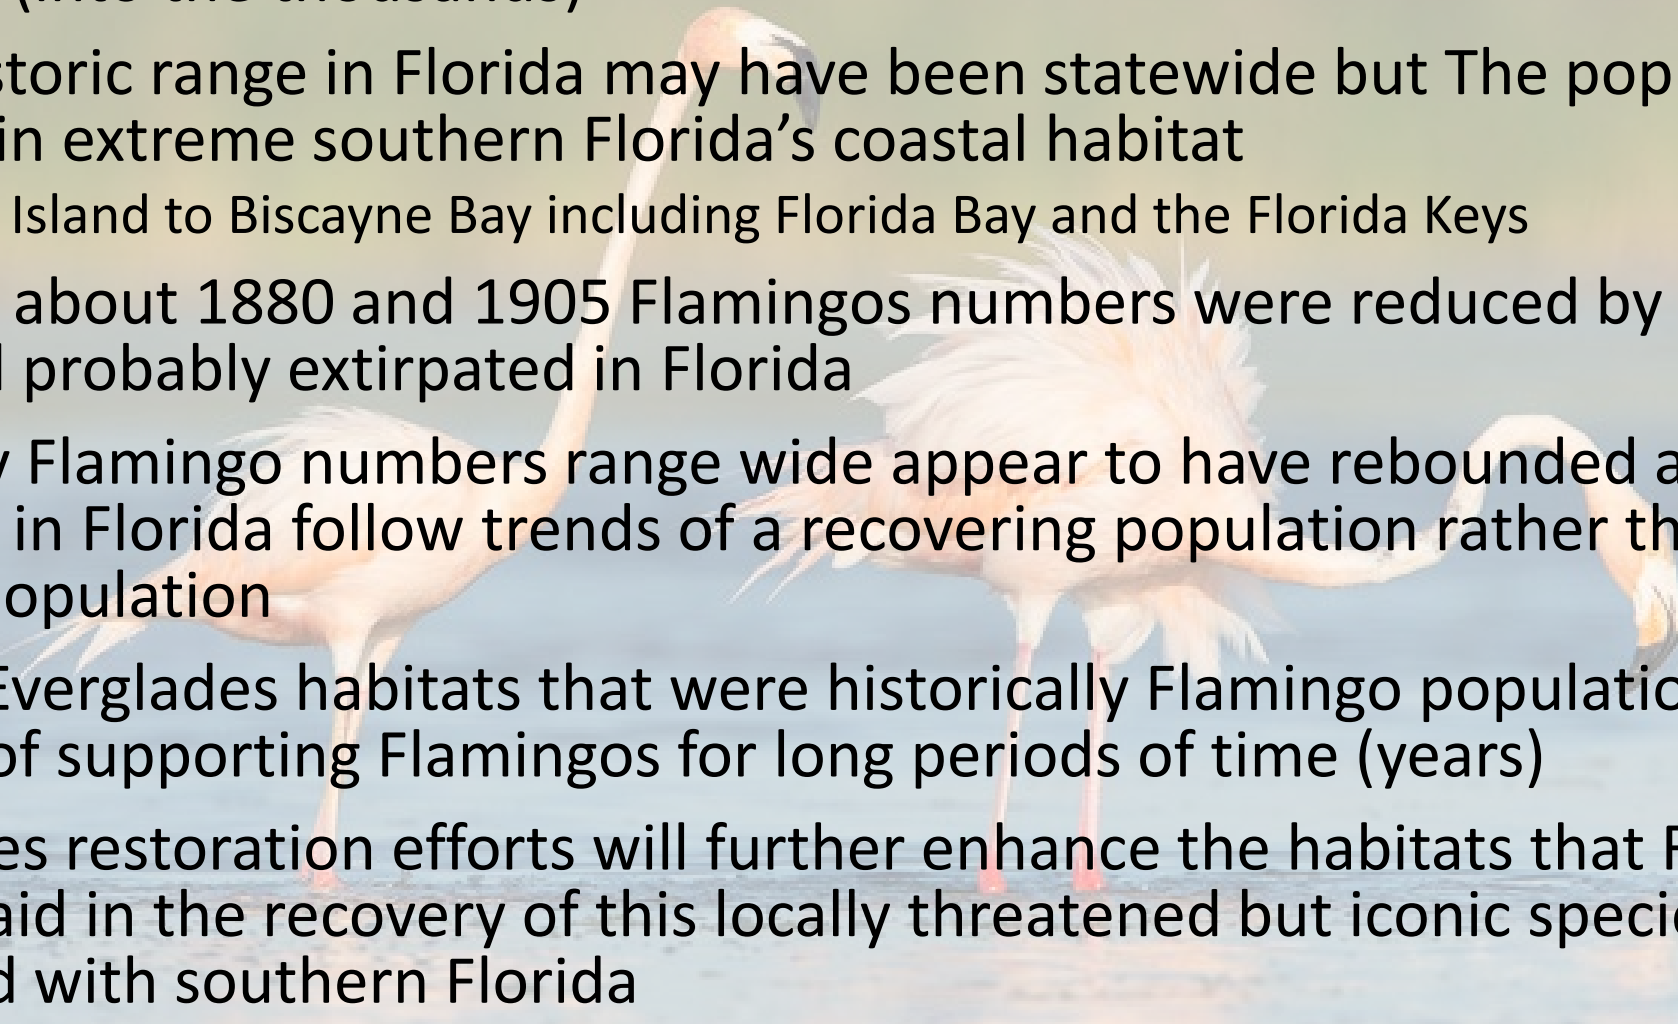 (into the thousands)
storic range in Florida may have been statewide but The pop
in extreme southern Florida’s coastal habitat
Island to Biscayne Bay including Florida Bay and the Florida Keys
about 1880 and 1905 Flamingos numbers were reduced by
probably extirpated in Florida
Flamingo numbers range wide appear to have rebounded a
in Florida follow trends of a recovering population rather th
opulation
Everglades habitats that were historically Flamingo populatio
of supporting Flamingos for long periods of time (years)
es restoration efforts will further enhance the habitats that F
aid in the recovery of this locally threatened but iconic specie
d with southern Florida